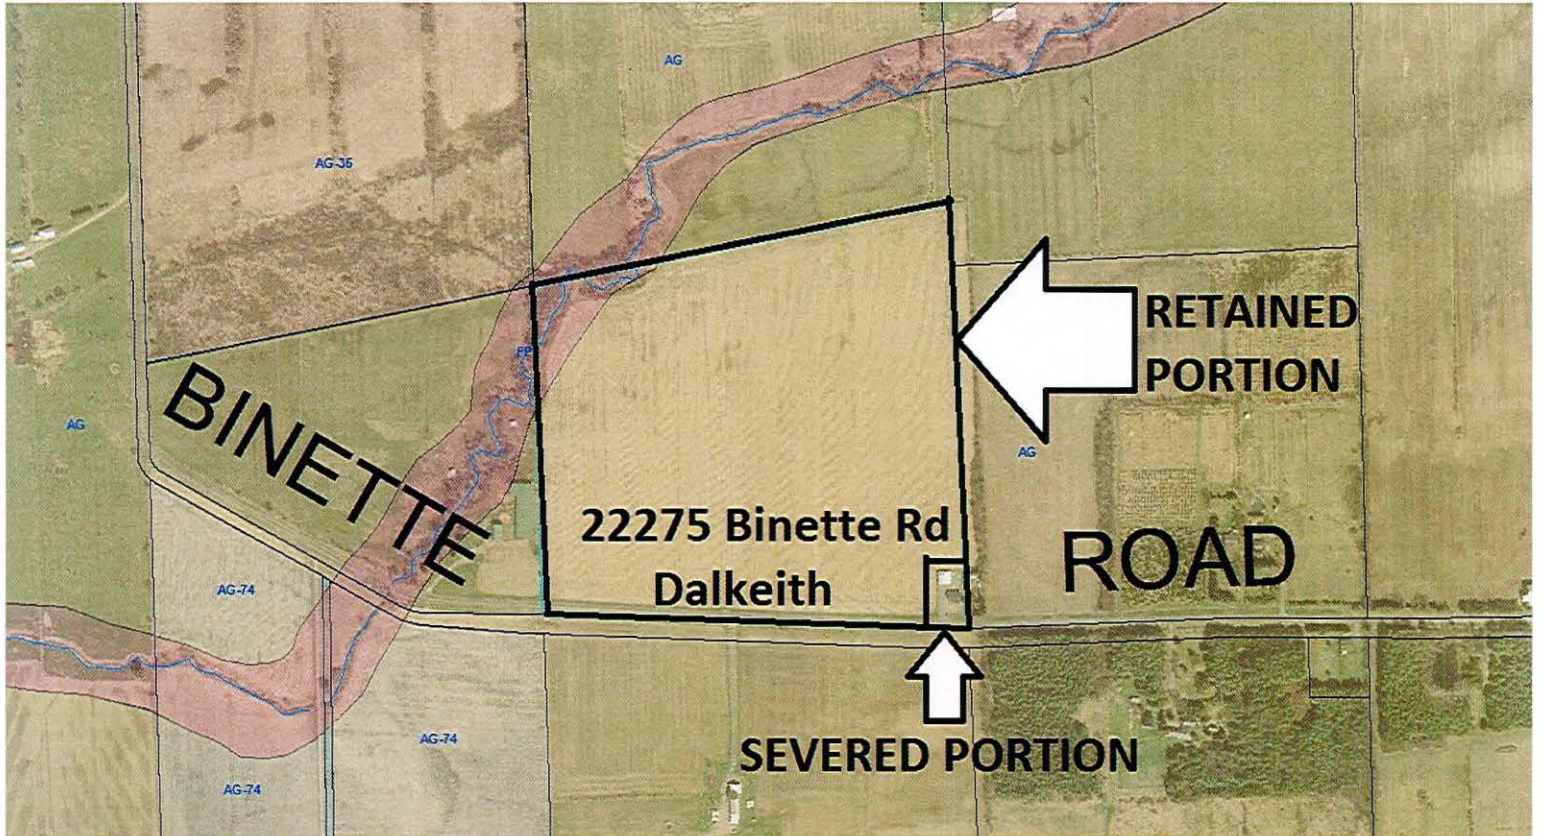 AG
AG-35
RETAINED
PORTION
FP
BINETTE
AG
AG
22275 Binette Rd
Dalkeith
ROAD
AG-74
AG-74
SEVERED PORTION
AG-74